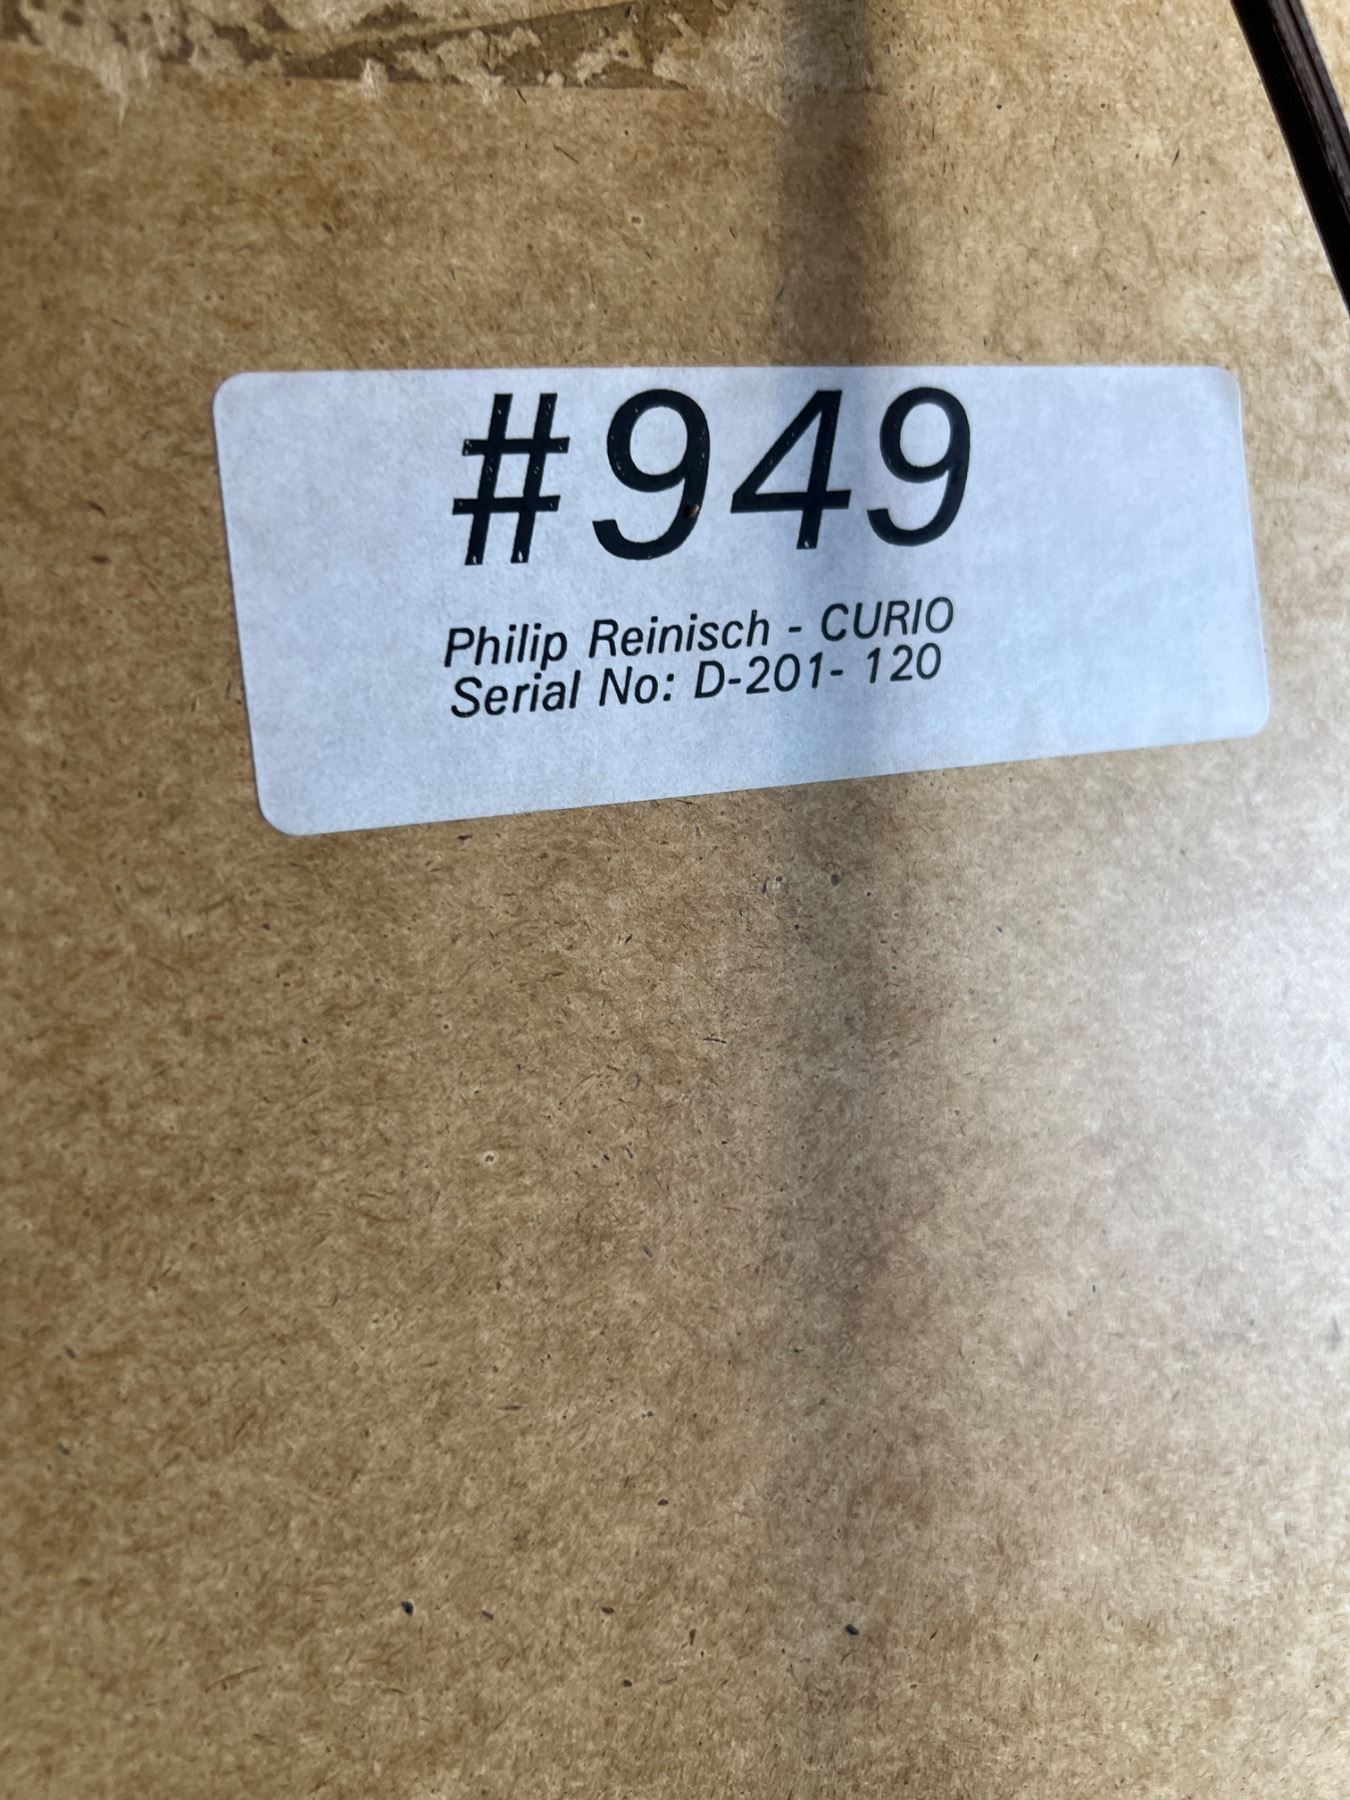 #949
Philip Reinisch - CURIO
Serial No: D-201- 120